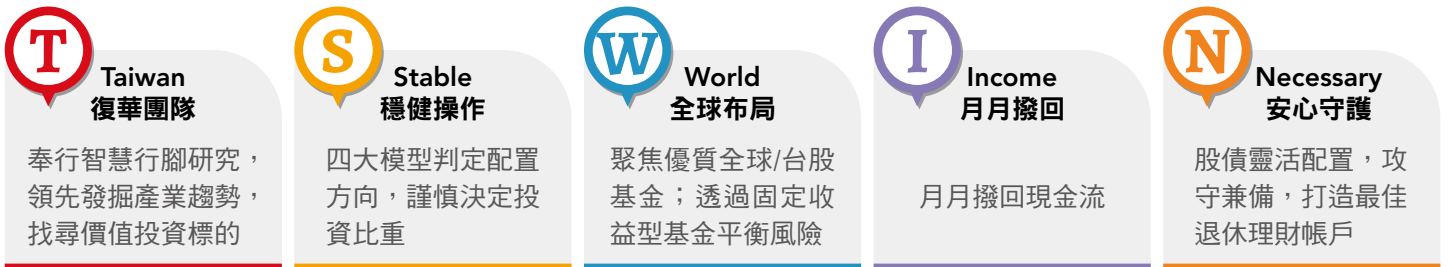 T
Taiwan
復華團隊
奉行智慧行腳研究，
領先發掘產業趨勢，
找尋價值投資標的
S
Stable
穩健操作
四大模型判定配置
方向，謹慎決定投
資比重
W
World
全球布局
聚焦優質全球/台股
基金；透過固定收
益型基金平衡風險
I
Income
月月撥回
月月撥回現金流
N
Necessary
安心守護
股債靈活配置，攻
守兼備，打造最佳
退休理財帳戶